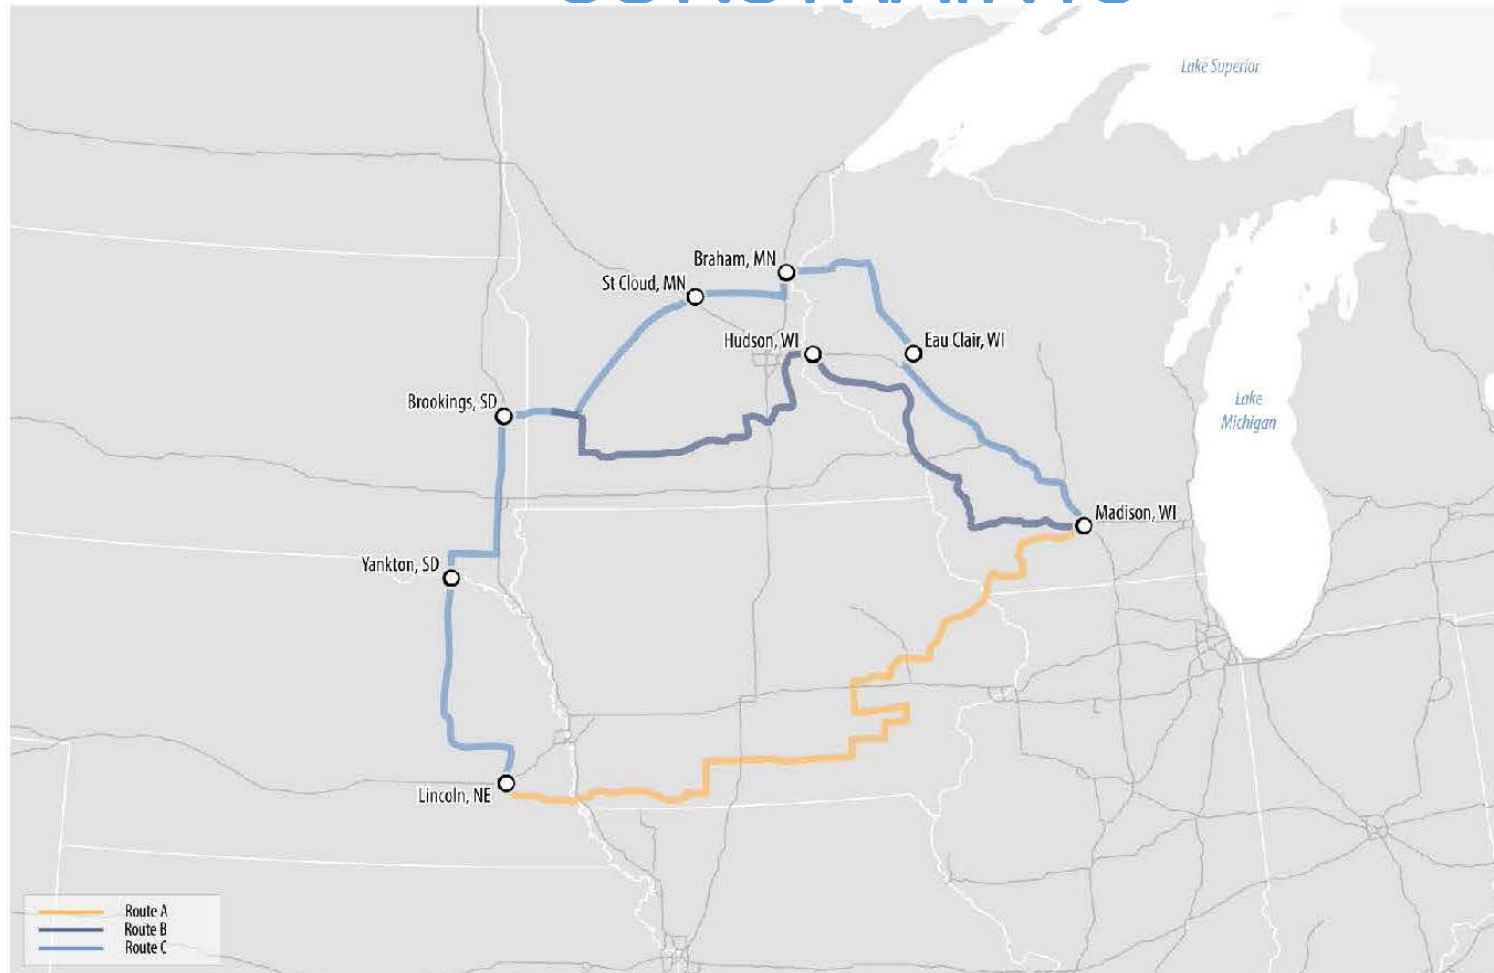 Lake Superior
Braham, MN
St Cloud, MN
Hudson, WI
Eau Clair, WI
Brookings, SD
Lake
Michigan
Madison, WI
Yankton, SD
Lincoln, NE
Route A
Route B
Route C